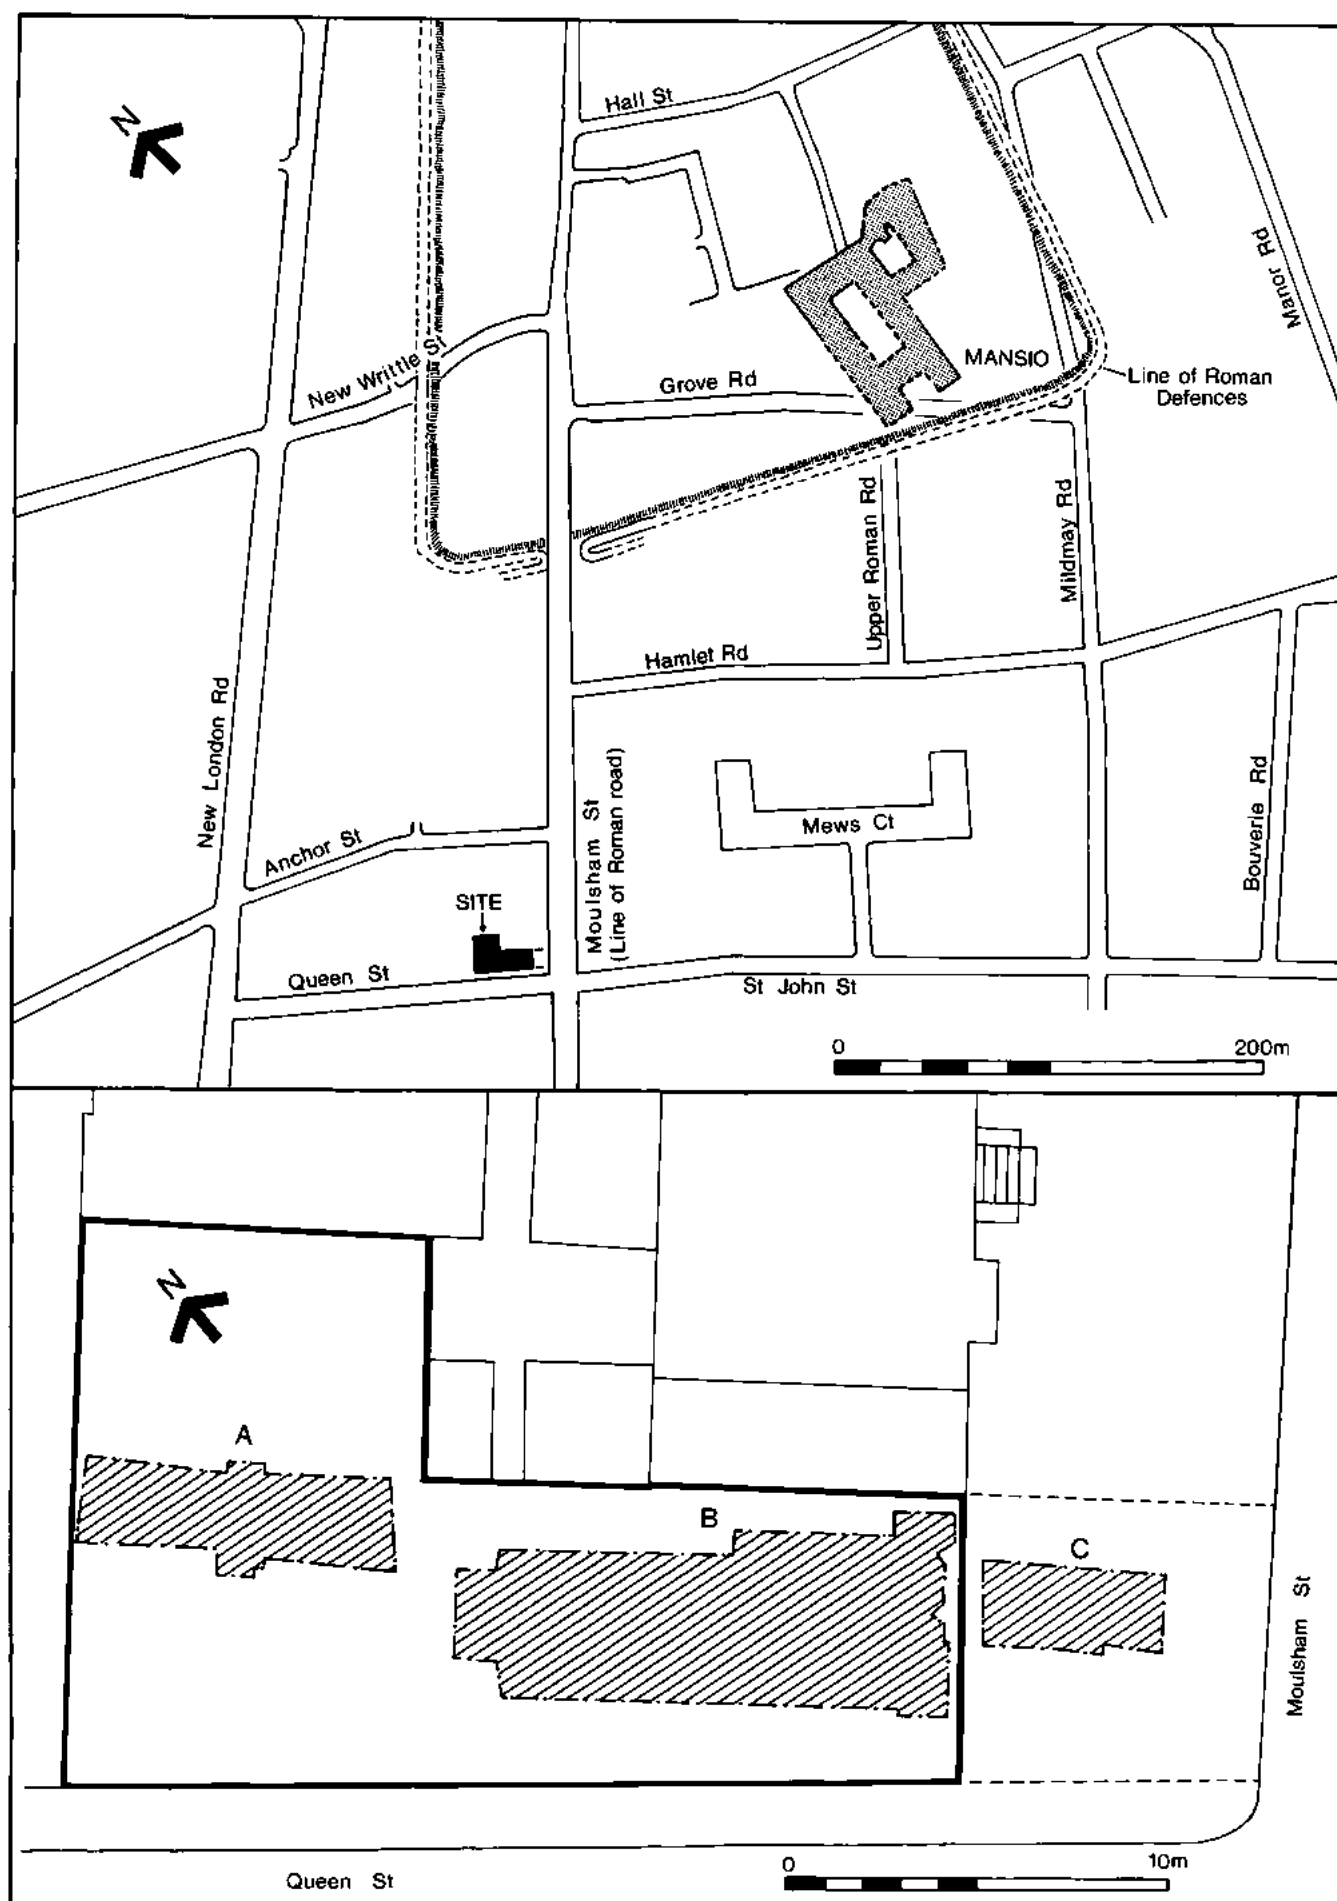 N
Hall St
Manor Rd
New Writtle St
Grove Rd
MANSIO
Line of Roman
Defences
Upper Roman Rd
Mildmay Rd
Hamlet Rd
New London Rd
Moulsham St
(Line of Roman road)
Mews Ct
Bouverie Rd
Anchor St
SITE
Queen St
St John St
0 200m
N
A
B
C
Moulsham St
0 10m
Queen St